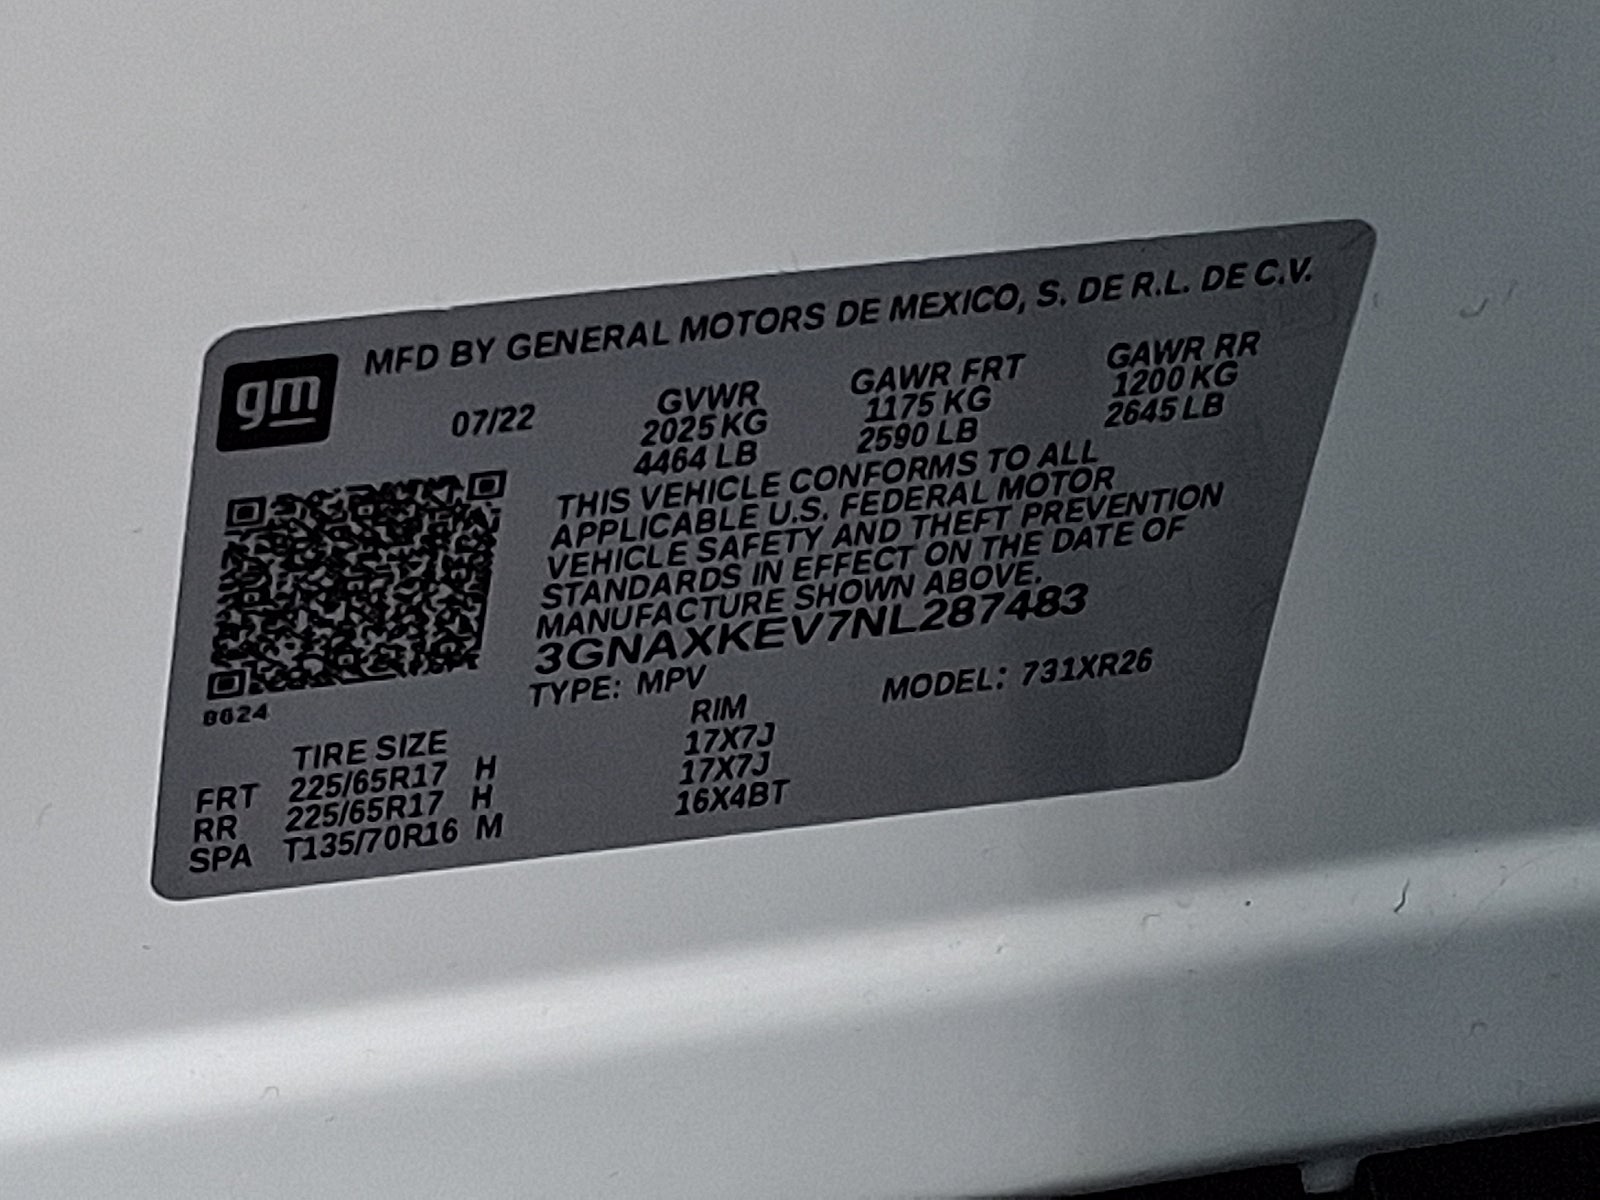 gm
MFD BY GENERAL MOTORS DE MEXICO, S. DE R.L. DE C.V.
07/22 GVWR GAWR FRT GAWR RR
2025 KG 1175 KG 1200 KG
4464 LB 2590 LB 2645 LB
THIS VEHICLE CONFORMS TO ALL
APPLICABLE U.S. FEDERAL MOTOR
VEHICLE SAFETY AND THEFT PREVENTION
STANDARDS IN EFFECT ON THE DATE OF
MANUFACTURE SHOWN ABOVE.
3GNAXKEV7NL287483
TYPE: MPV MODEL: 731XR26
8624
TIRE SIZE RIM
FRT 225/65R17 H 17X7J
RR 225/65R17 H 17X7J
SPA T135/70R16 M 16X4BT